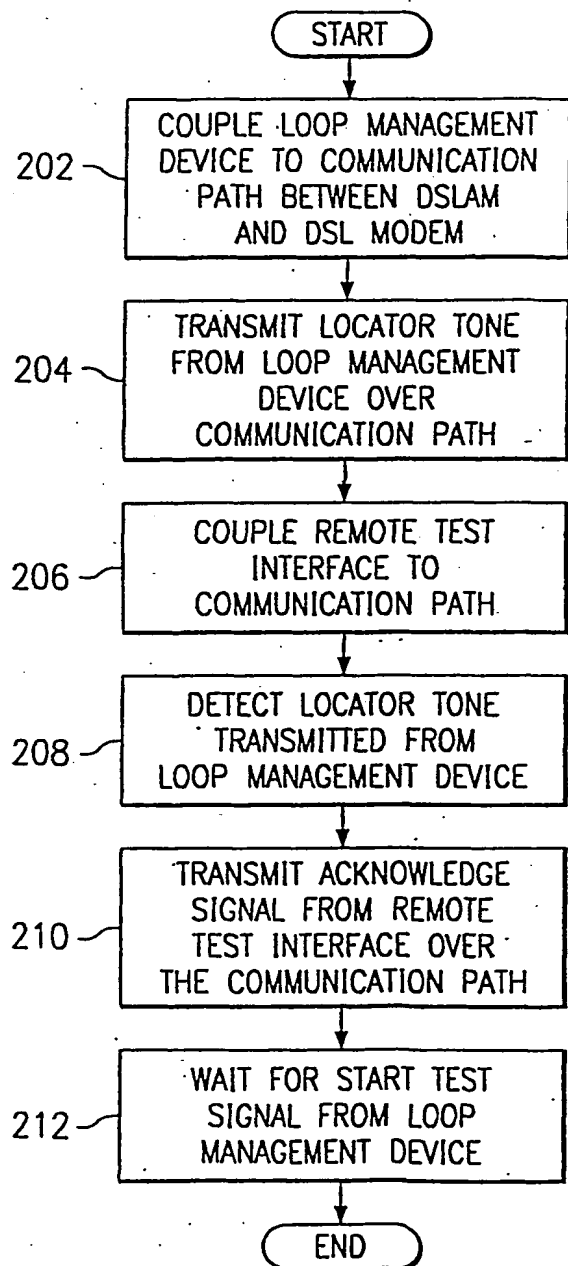 START
202
COUPLE LOOP MANAGEMENT
DEVICE TO COMMUNICATION
PATH BETWEEN DSLAM
AND DSL MODEM
204
TRANSMIT LOCATOR TONE
FROM LOOP MANAGEMENT
DEVICE OVER
COMMUNICATION PATH
206
COUPLE REMOTE TEST
INTERFACE TO
COMMUNICATION PATH
208
DETECT LOCATOR TONE
TRANSMITTED FROM
LOOP MANAGEMENT DEVICE
210
TRANSMIT ACKNOWLEDGE
SIGNAL FROM REMOTE
TEST INTERFACE OVER
THE COMMUNICATION PATH
212
WAIT FOR START TEST
SIGNAL FROM LOOP
MANAGEMENT DEVICE
END